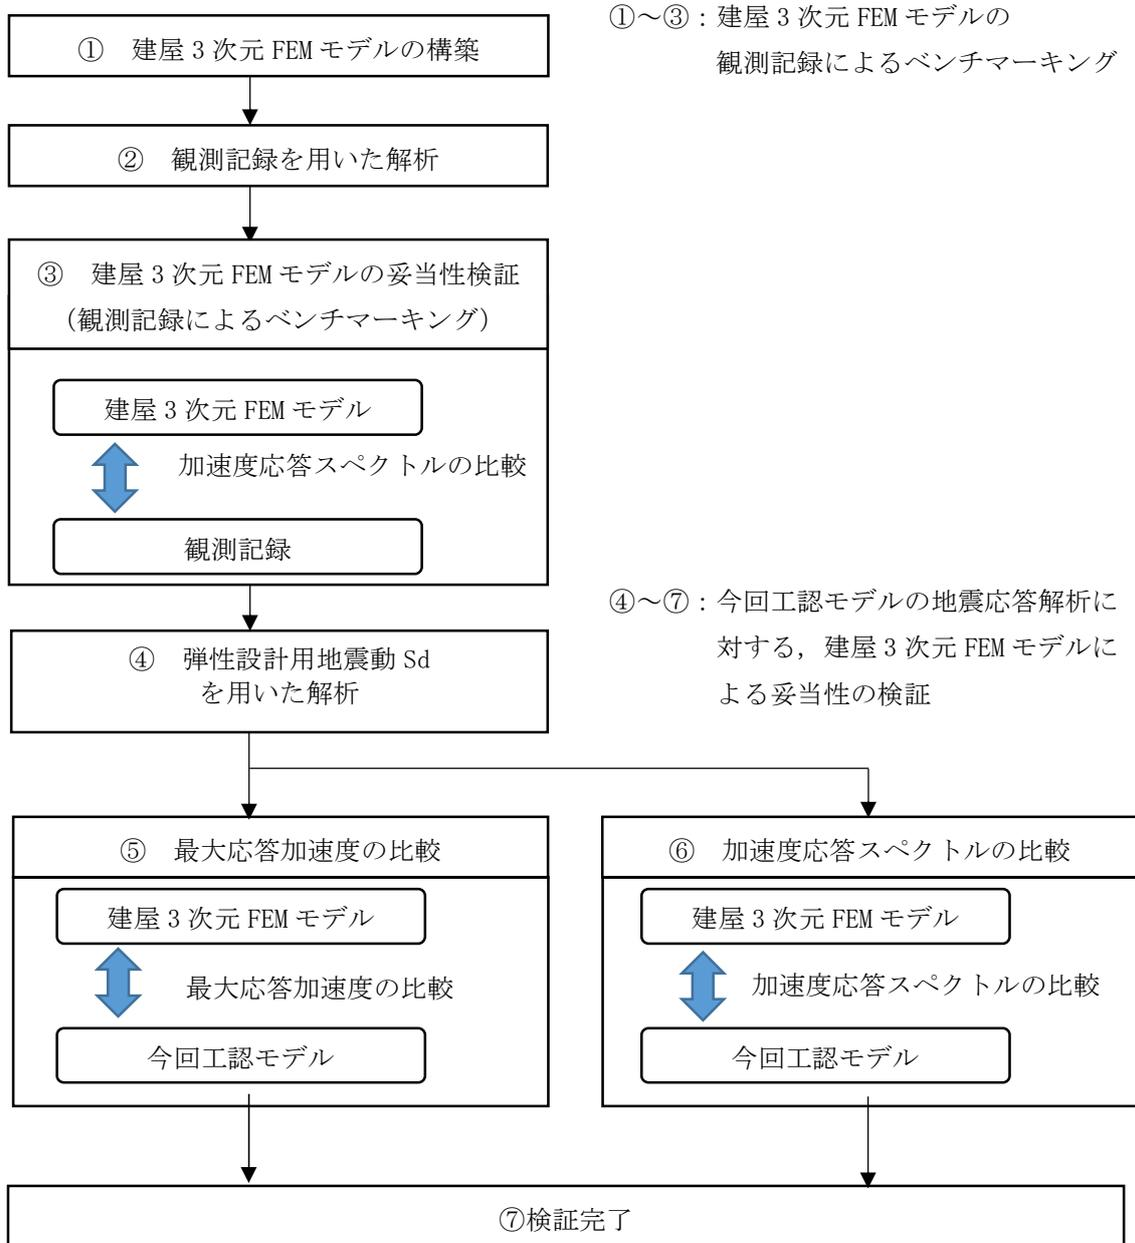 ① 建屋3次元FEMモデルの構築
①～③：建屋3次元FEMモデルの
観測記録によるベンチマーキング
② 観測記録を用いた解析
③ 建屋3次元FEMモデルの妥当性検証
（観測記録によるベンチマーキング）
建屋3次元FEMモデル
加速度応答スペクトルの比較
観測記録
④ 弾性設計用地震動Sd
を用いた解析
④～⑦：今回工認モデルの地震応答解析に
対する，建屋3次元FEMモデルに
よる妥当性の検証
⑤ 最大応答加速度の比較
建屋3次元FEMモデル
最大応答加速度の比較
今回工認モデル
⑥ 加速度応答スペクトルの比較
建屋3次元FEMモデル
加速度応答スペクトルの比較
今回工認モデル
⑦検証完了